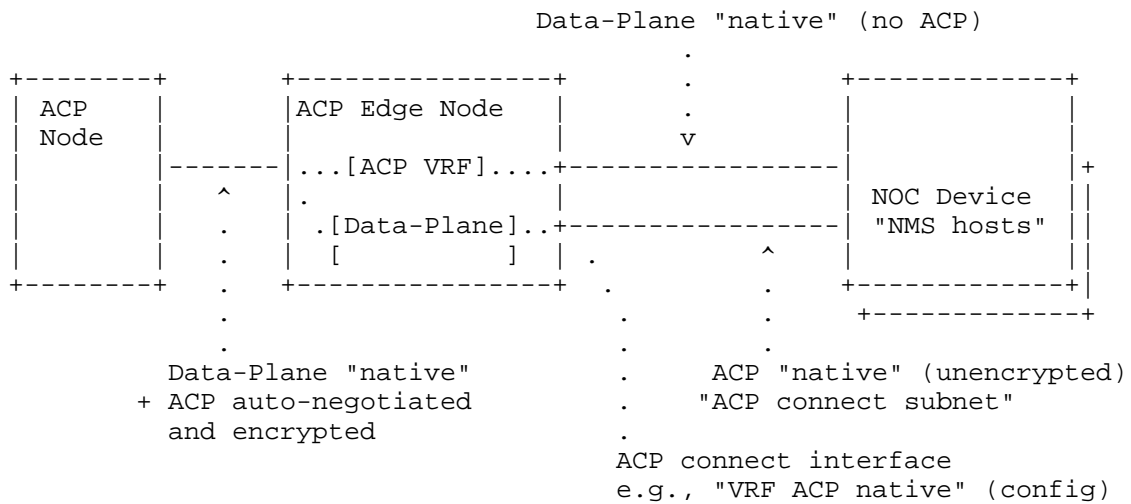 Data-Plane "native" (no ACP)
ACP
Node
ACP Edge Node
v
...[ACP VRF]....+
^
NOC Device
"NMS hosts"
.[Data-Plane]..+
[ ]
^
Data-Plane "native"
+ ACP auto-negotiated
and encrypted
ACP "native" (unencrypted)
"ACP connect subnet"
ACP connect interface
e.g., "VRF ACP native" (config)